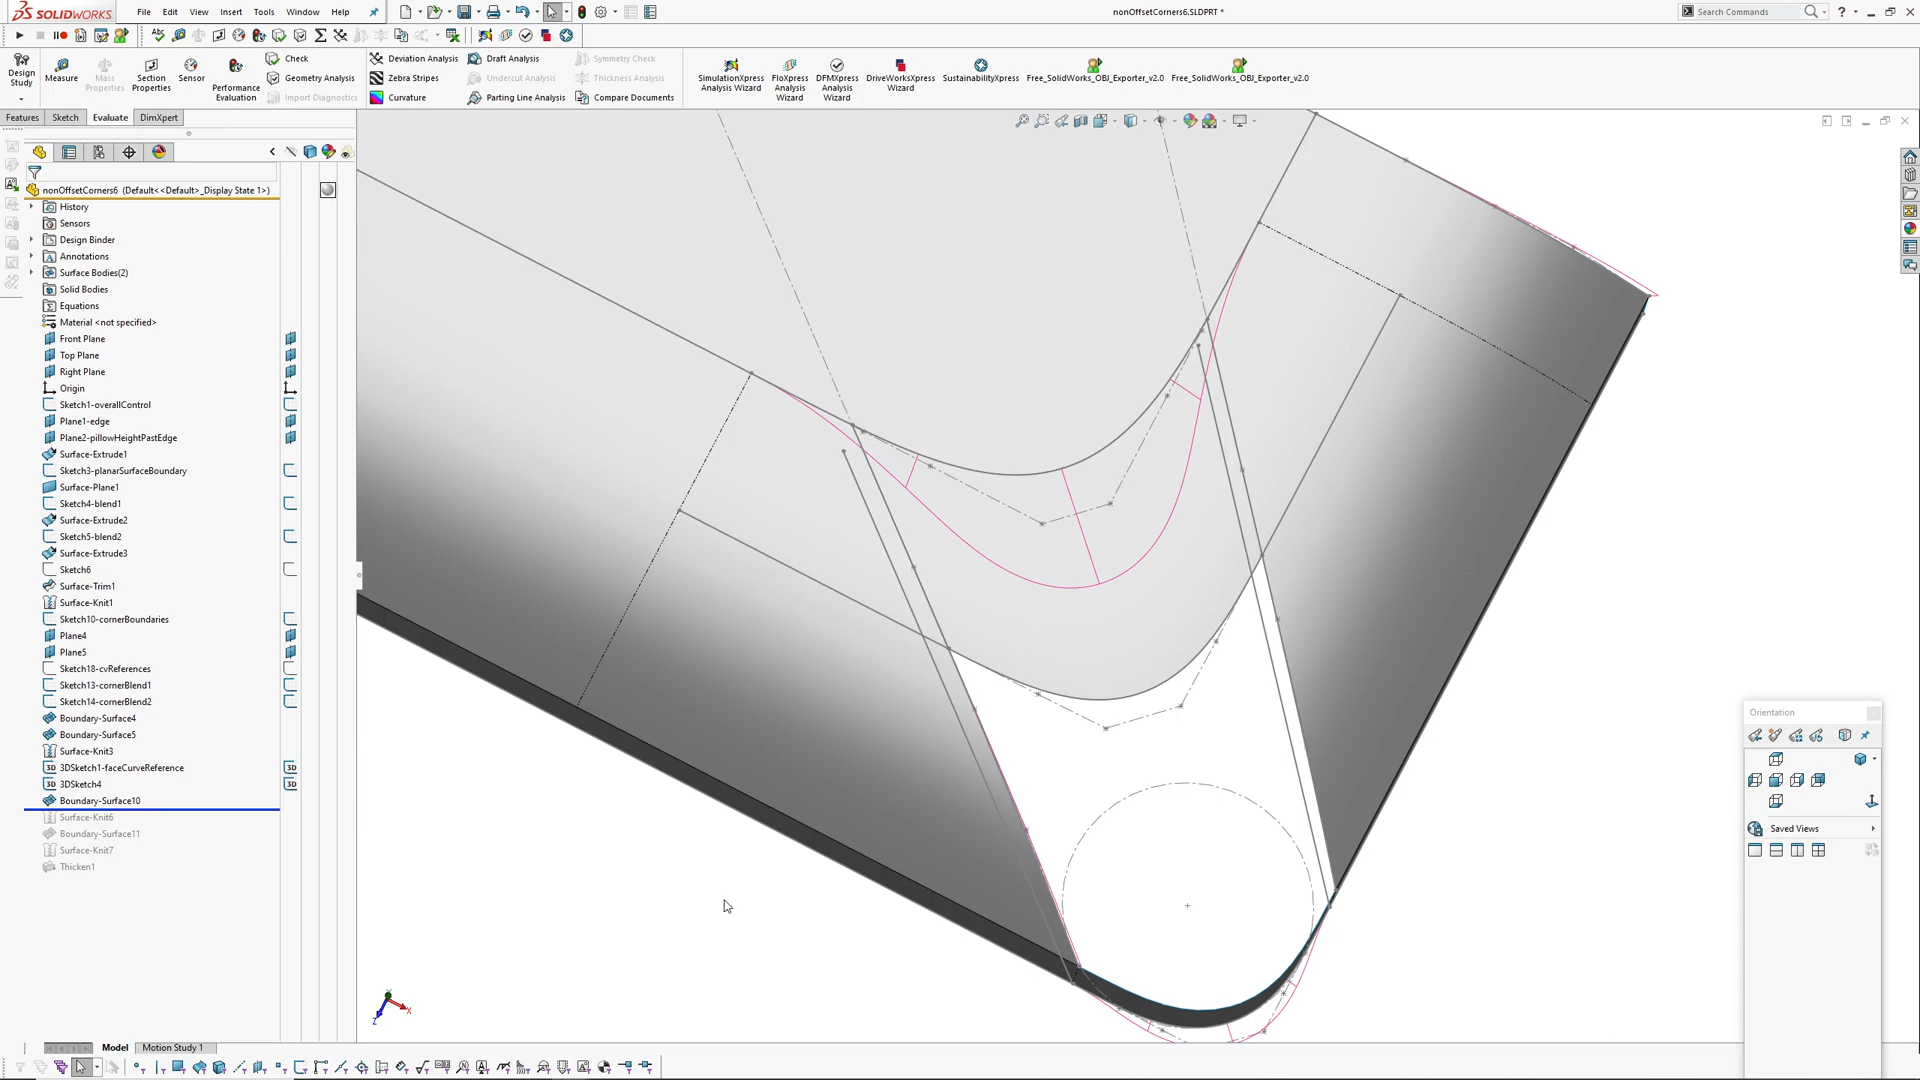 SOLIDWORKS
File Edit View Insert Tools Window Help
nonOffsetCorners6.SLDPRT *
Search Commands
Design Study
Measure
Mass Properties
Section Properties
Sensor
Performance Evaluation
Check
Geometry Analysis
Import Diagnostics
Deviation Analysis
Zebra Stripes
Curvature
Draft Analysis
Undercut Analysis
Parting Line Analysis
Symmetry Check
Thickness Analysis
Compare Documents
SimulationXpress Analysis Wizard
FloXpress Analysis Wizard
DFMXpress Analysis Wizard
DriveWorksXpress Wizard
SustainabilityXpress
Free_SolidWorks_OBJ_Exporter_v2.0
Free_SolidWorks_OBJ_Exporter_v2.0
Features Sketch Evaluate DimXpert
nonOffsetCorners6 (Default<<Default>_Display State 1>)
History
Sensors
Design Binder
Annotations
Surface Bodies(2)
Solid Bodies
Equations
Material <not specified>
Front Plane
Top Plane
Right Plane
Origin
Sketch1-overallControl
Plane1-edge
Plane2-pillowHeightPastEdge
Surface-Extrude1
Sketch3-planarSurfaceBoundary
Surface-Plane1
Sketch4-blend1
Surface-Extrude2
Sketch5-blend2
Surface-Extrude3
Sketch6
Surface-Trim1
Surface-Knit1
Sketch10-cornerBoundaries
Plane4
Plane5
Sketch18-cvReferences
Sketch13-cornerBlend1
Sketch14-cornerBlend2
Boundary-Surface4
Boundary-Surface5
Surface-Knit3
3D 3DSketch1-faceCurveReference 3D
3D 3DSketch4 3D
Boundary-Surface10
Surface-Knit6
Boundary-Surface11
Surface-Knit7
Thicken1
Orientation
Saved Views
X
Z
Model Motion Study 1